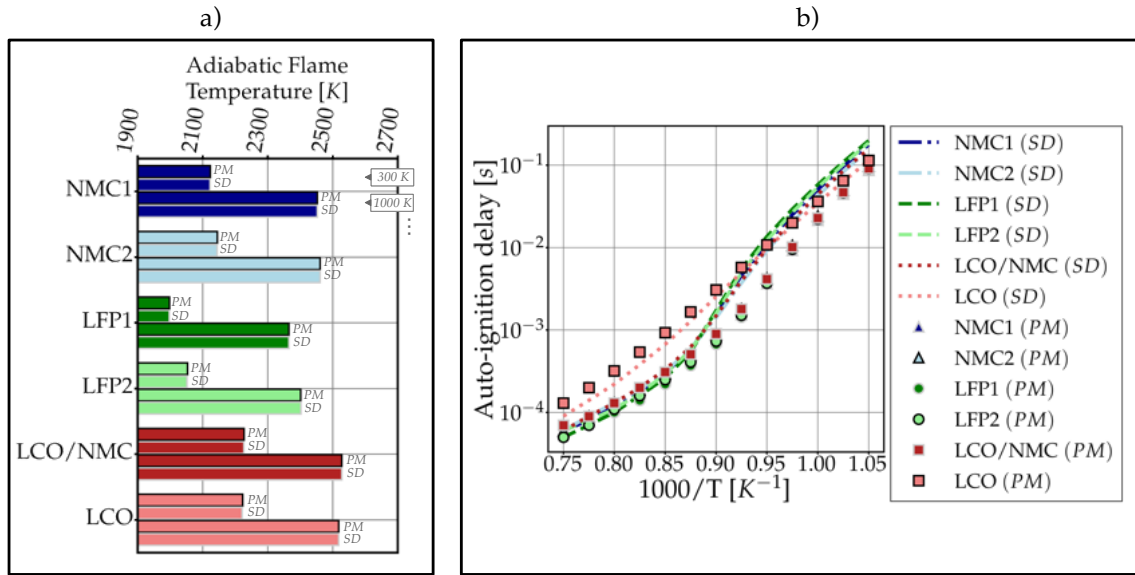 a)
Adiabatic Flame
Temperature [K]
1900 2100 2300 2500 2700
NMC1
PM
SD
300 K
PM
SD
1000 K
⋮
NMC2
PM
SD
PM
SD
LFP1
PM
SD
PM
SD
LFP2
PM
SD
PM
SD
LCO/NMC
PM
SD
PM
SD
LCO
PM
SD
PM
SD
b)
Auto-ignition delay [s]
10⁻¹
10⁻²
10⁻³
10⁻⁴
0.75 0.80 0.85 0.90 0.95 1.00 1.05
1000/T [K⁻¹]
NMC1 (SD)
NMC2 (SD)
LFP1 (SD)
LFP2 (SD)
LCO/NMC (SD)
LCO (SD)
NMC1 (PM)
NMC2 (PM)
LFP1 (PM)
LFP2 (PM)
LCO/NMC (PM)
LCO (PM)